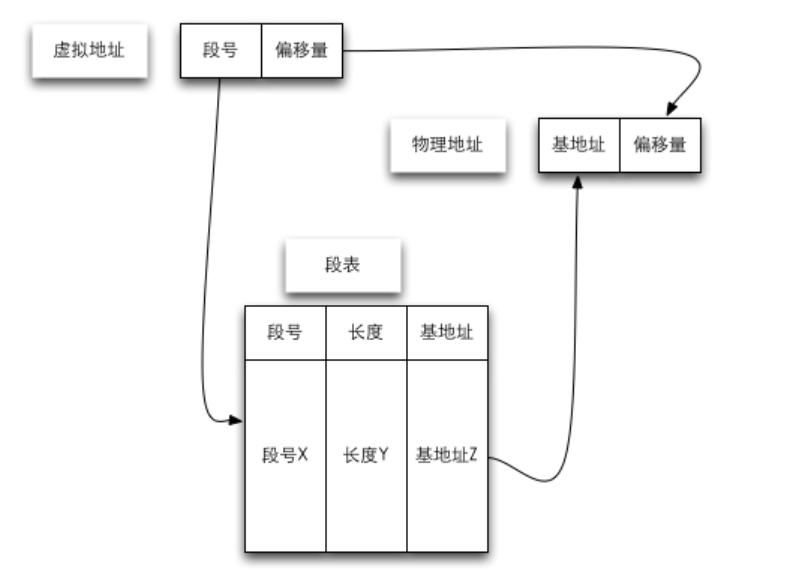 虚拟地址
段号 偏移量
物理地址
基地址 偏移量
段表
段号 长度 基地址
段号X 长度Y 基地址Z